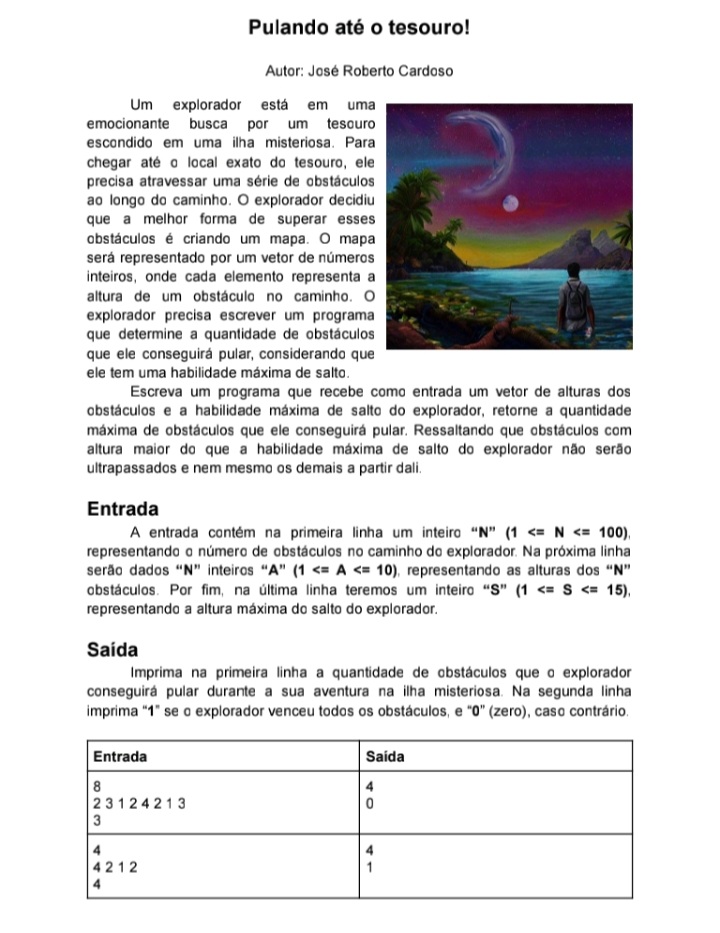 Pulando até o tesouro!
Autor: José Roberto Cardoso
Um explorador está em uma
emocionante busca por um tesouro
escondido em uma ilha misteriosa. Para
chegar até o local exato do tesouro, ele
precisa atravessar uma série de obstáculos
ao longo do caminho. O explorador decidiu
que a melhor forma de superar esses
obstáculos é criando um mapa. O mapa
será representado por um vetor de números
inteiros, onde cada elemento representa a
altura de um obstáculo no caminho. O
explorador precisa escrever um programa
que determine a quantidade de obstáculos
que ele conseguirá pular, considerando que
ele tem uma habilidade máxima de salto.
Escreva um programa que recebe como entrada um vetor de alturas dos
obstáculos e a habilidade máxima de salto do explorador, retorne a quantidade
máxima de obstáculos que ele conseguirá pular. Ressaltando que obstáculos com
altura maior do que a habilidade máxima de salto do explorador não serão
ultrapassados e nem mesmo os demais a partir dali.
Entrada
A entrada contém na primeira linha um inteiro “N” (1 <= N <= 100),
representando o número de obstáculos no caminho do explorador. Na próxima linha
serão dados “N” inteiros “A” (1 <= A <= 10), representando as alturas dos “N”
obstáculos. Por fim, na última linha teremos um inteiro “S” (1 <= S <= 15),
representando a altura máxima do salto do explorador.
Saída
Imprima na primeira linha a quantidade de obstáculos que o explorador
conseguirá pular durante a sua aventura na ilha misteriosa. Na segunda linha
imprima “1” se o explorador venceu todos os obstáculos, e “0” (zero), caso contrário.
Entrada Saída
8 4
2 3 1 2 4 2 1 3 0
3
4 4
4 2 1 2 1
4